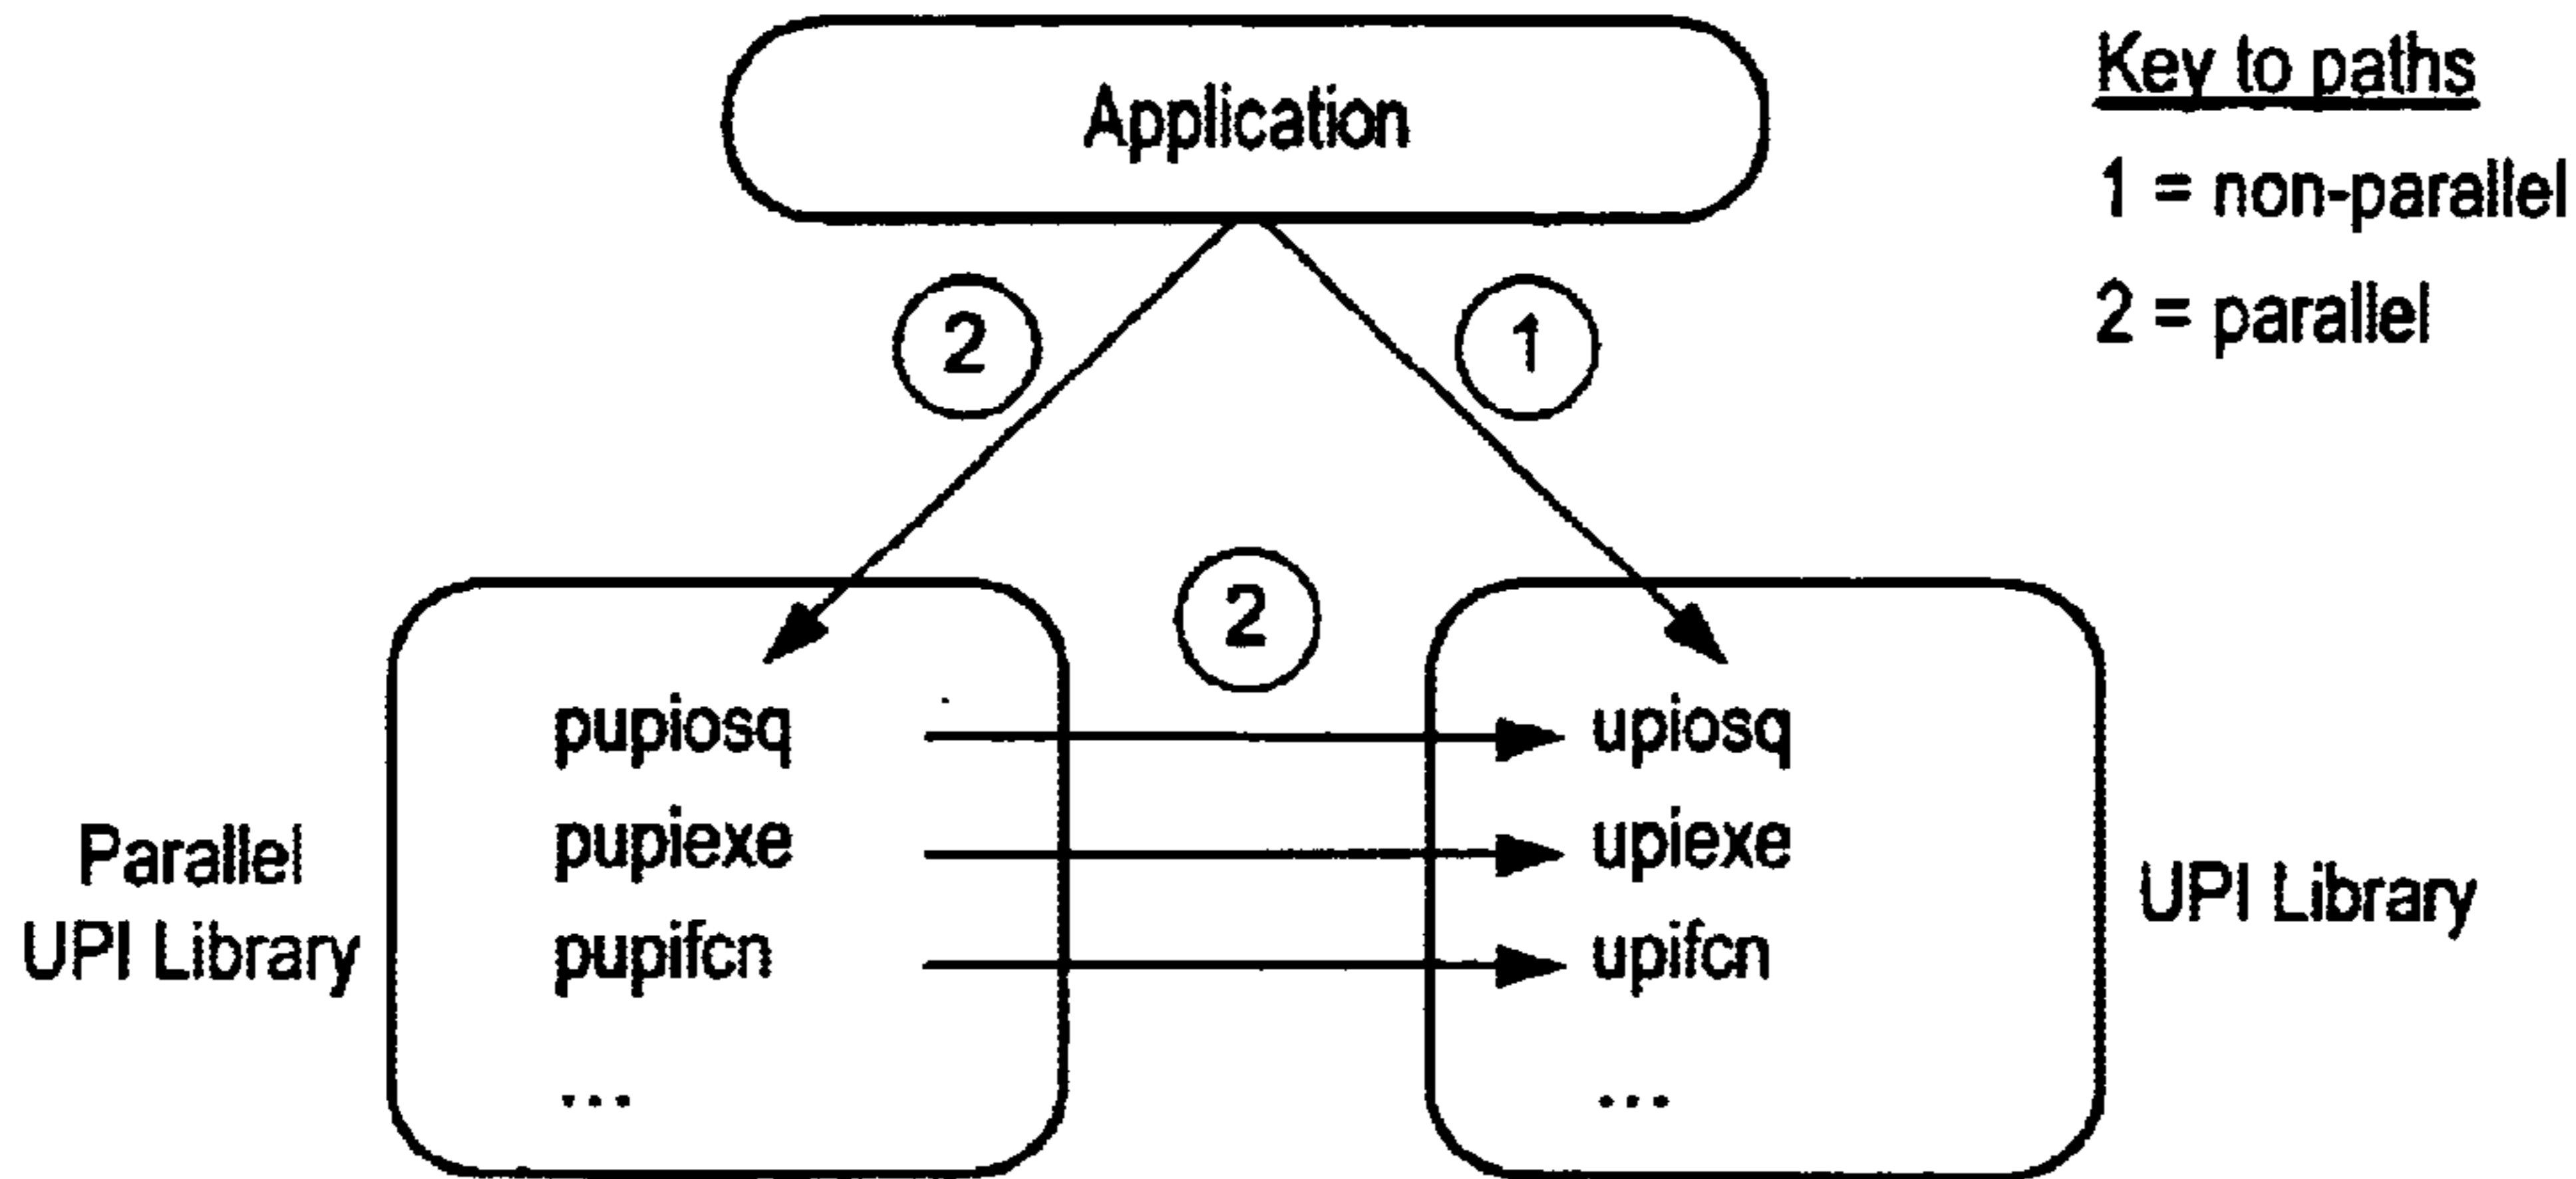 Application
Key to paths
1 = non-parallel
2 = parallel
2
1
2
Parallel
UPI Library
pupiosq
pupiexe
pupifcn
...
upiosq
upiexe
upifcn
...
UPI Library